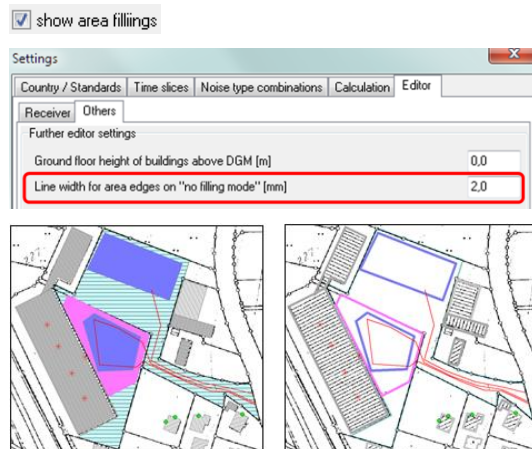 show area filliings
Settings
Country / Standards Time slices Noise type combinations Calculation Editor
Receiver Others
Further editor settings
Ground floor height of buildings above DGM [m] 0,0
Line width for area edges on "no filling mode" [mm] 2,0